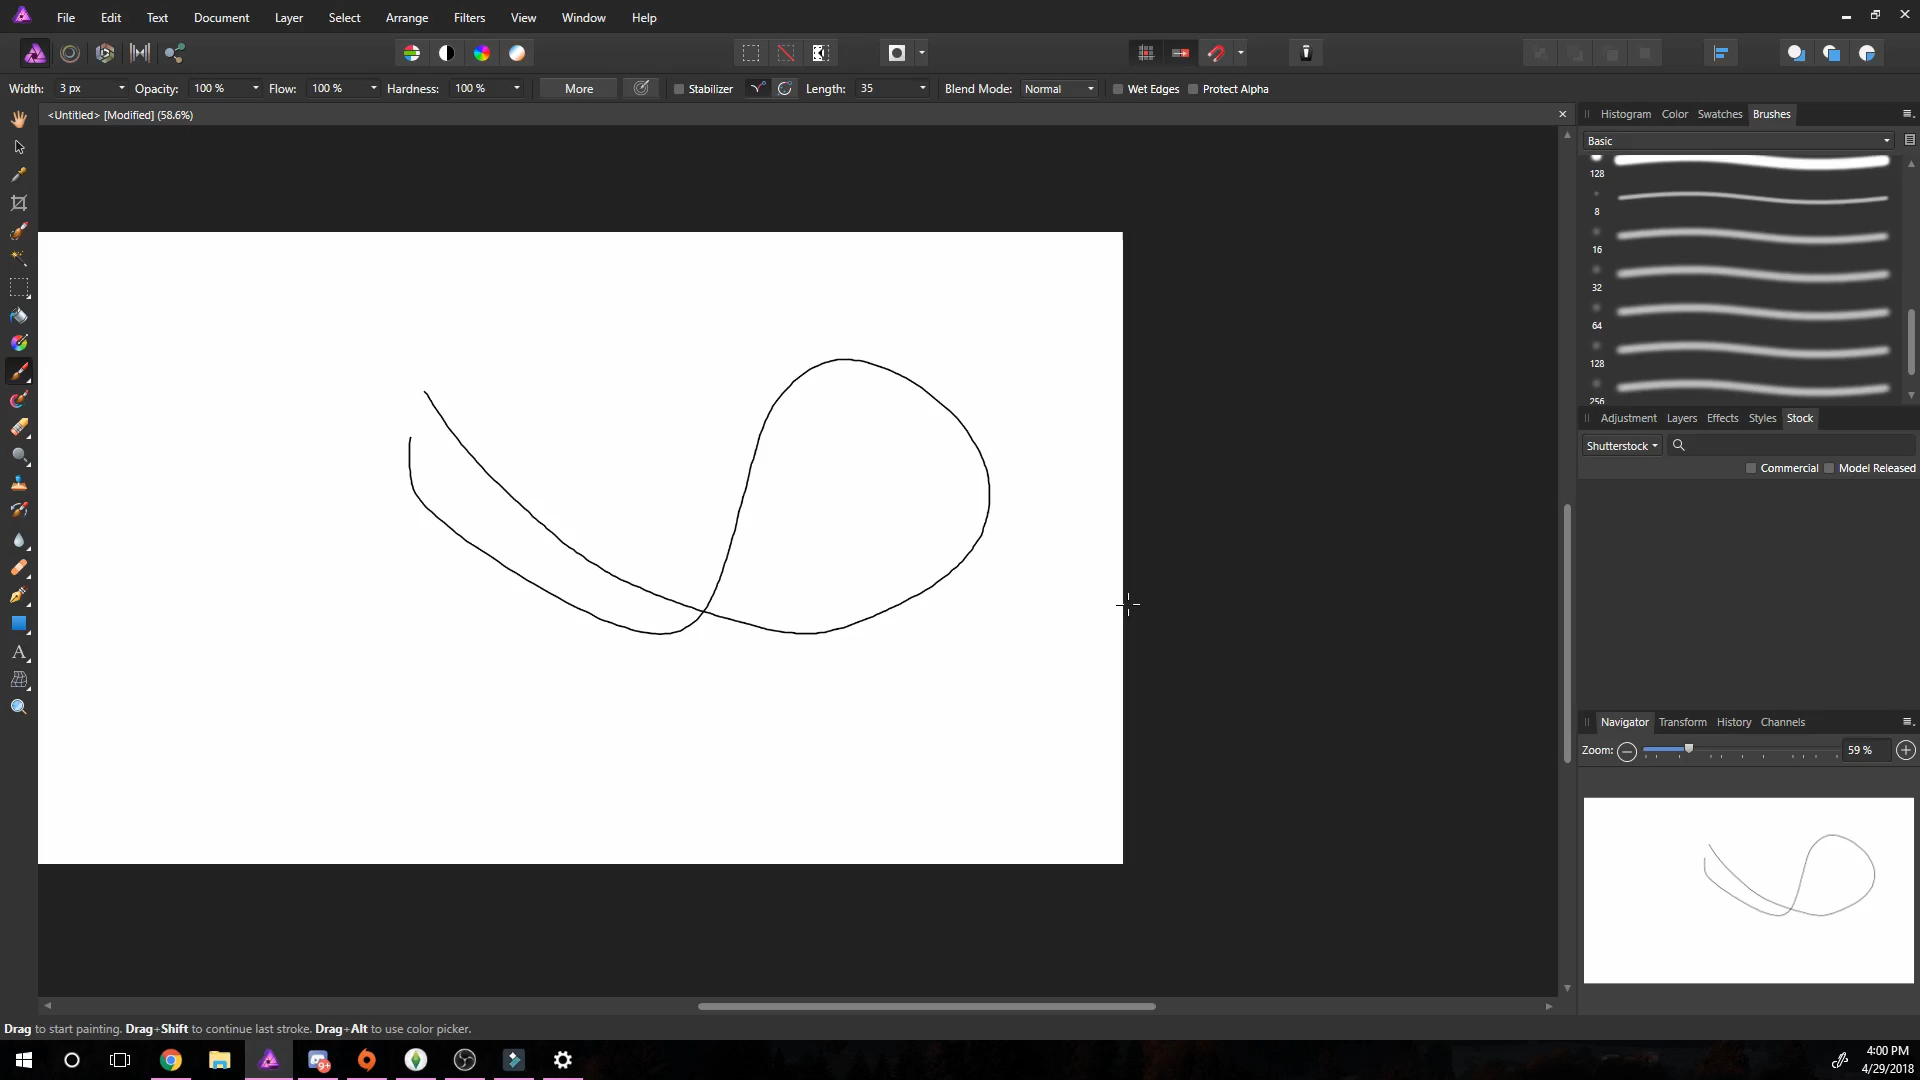 File Edit Text Document Layer Select Arrange Filters View Window Help
Width: 3 px Opacity: 100 % Flow: 100 % Hardness: 100 % More Stabilizer Length: 35 Blend Mode: Normal Wet Edges Protect Alpha
<Untitled> [Modified] (58.6%)
Histogram Color Swatches Brushes
Basic
128
8
16
32
64
128
256
Adjustment Layers Effects Styles Stock
Shutterstock
Commercial Model Released
Navigator Transform History Channels
Zoom: 59 %
Drag to start painting. Drag+Shift to continue last stroke. Drag+Alt to use color picker.
9+
4:00 PM
4/29/2018